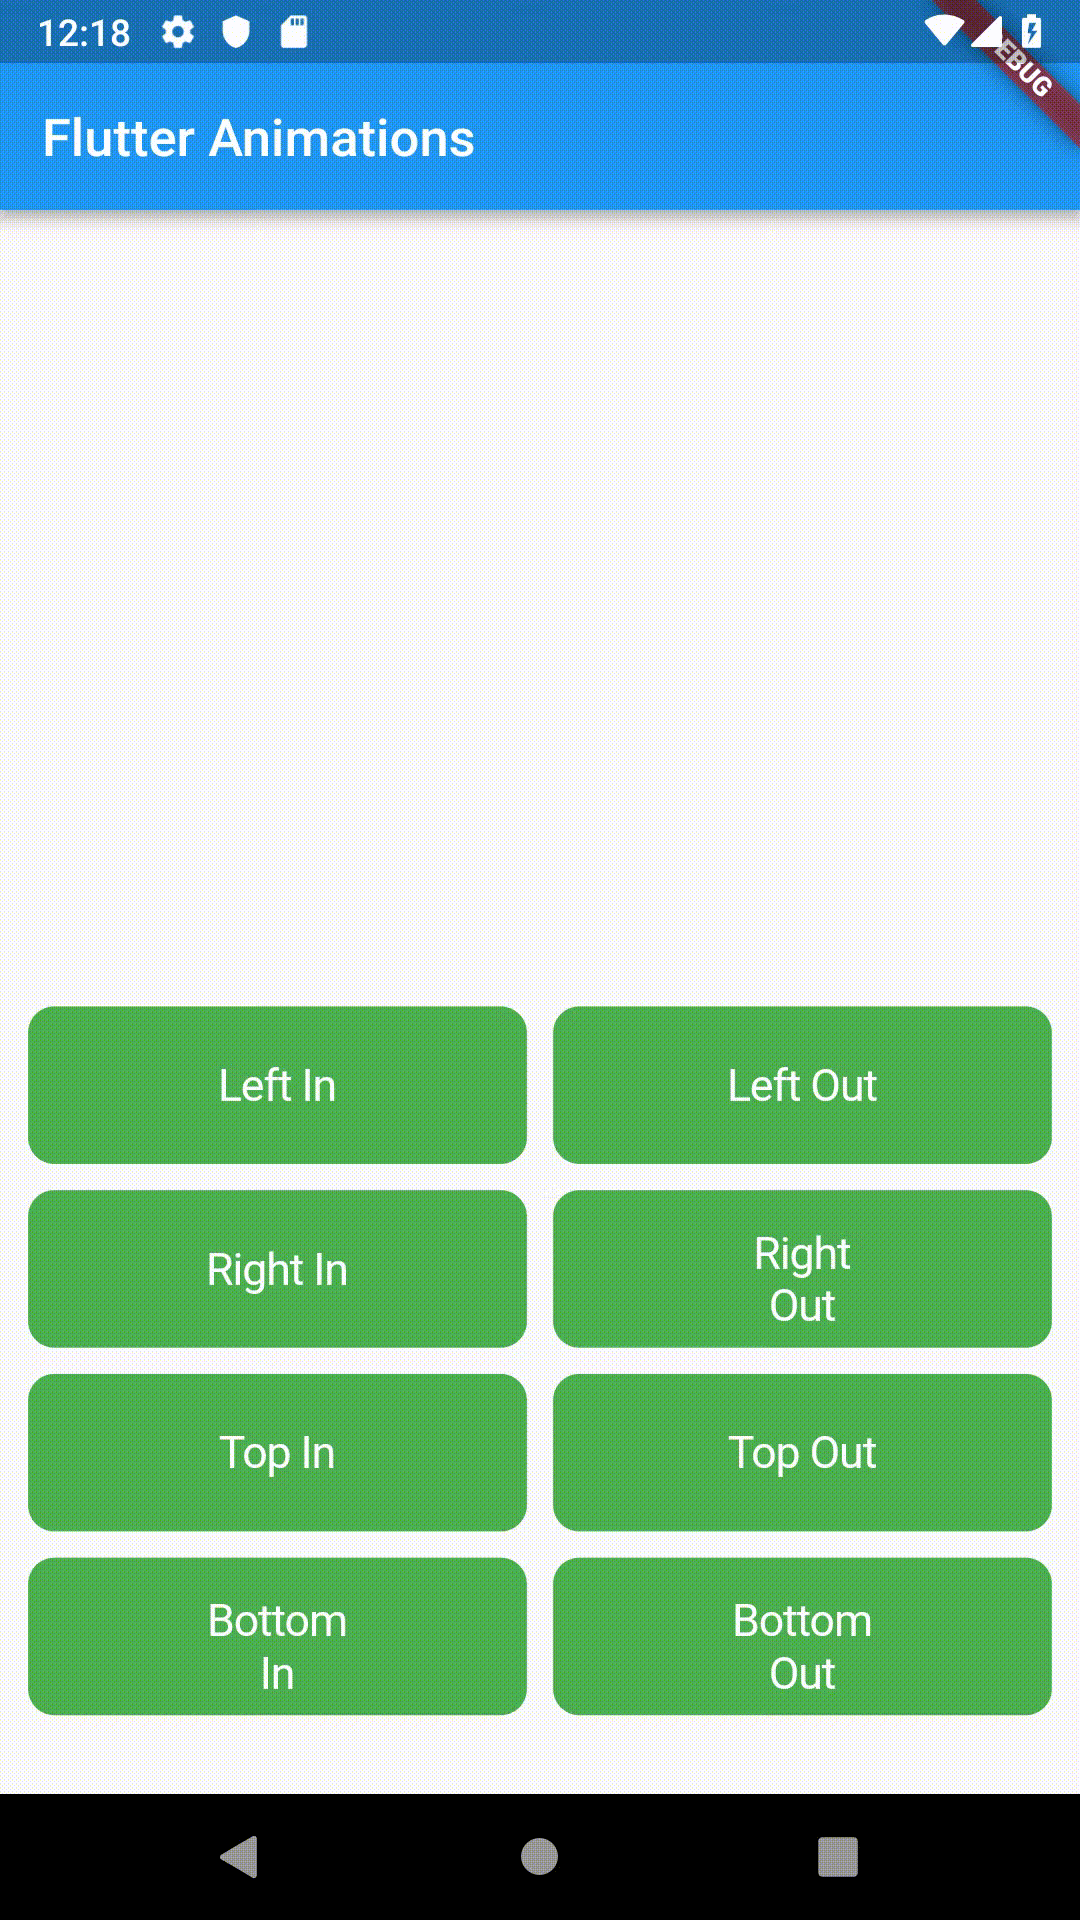 12:18
EBUG
Flutter Animations
Left In
Left Out
Right In
Right
Out
Top In
Top Out
Bottom
In
Bottom
Out